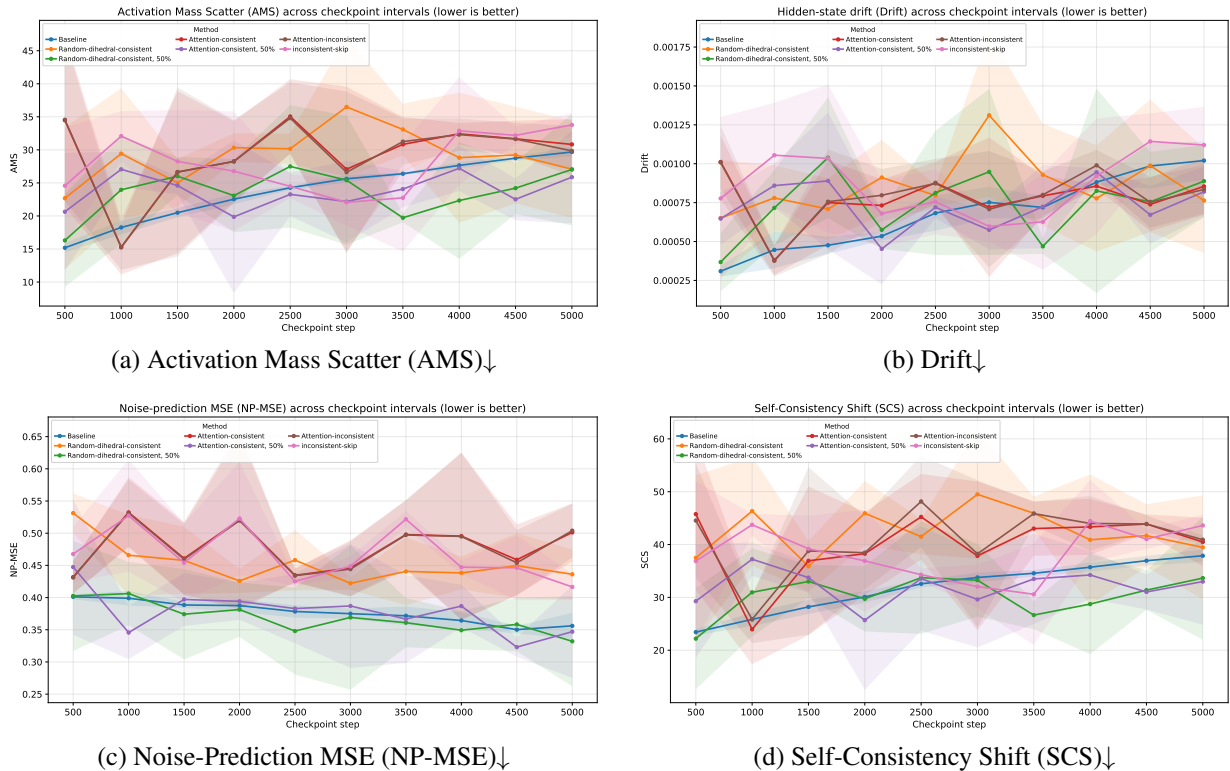 Activation Mass Scatter (AMS) across checkpoint intervals (lower is better)
Method
Baseline
Random-dihedral-consistent
Random-dihedral-consistent, 50%
Attention-consistent
Attention-consistent, 50%
Attention-inconsistent
inconsistent-skip
AMS
45
40
35
30
25
20
15
10
500 1000 1500 2000 2500 3000 3500 4000 4500 5000
Checkpoint step
(a) Activation Mass Scatter (AMS)↓
Hidden-state drift (Drift) across checkpoint intervals (lower is better)
Method
Baseline
Random-dihedral-consistent
Random-dihedral-consistent, 50%
Attention-consistent
Attention-consistent, 50%
Attention-inconsistent
inconsistent-skip
Drift
0.00175
0.00150
0.00125
0.00100
0.00075
0.00050
0.00025
500 1000 1500 2000 2500 3000 3500 4000 4500 5000
Checkpoint step
(b) Drift↓
Noise-prediction MSE (NP-MSE) across checkpoint intervals (lower is better)
Method
Baseline
Random-dihedral-consistent
Random-dihedral-consistent, 50%
Attention-consistent
Attention-consistent, 50%
Attention-inconsistent
inconsistent-skip
NP-MSE
0.65
0.60
0.55
0.50
0.45
0.40
0.35
0.30
0.25
500 1000 1500 2000 2500 3000 3500 4000 4500 5000
Checkpoint step
(c) Noise-Prediction MSE (NP-MSE)↓
Self-Consistency Shift (SCS) across checkpoint intervals (lower is better)
Method
Baseline
Random-dihedral-consistent
Random-dihedral-consistent, 50%
Attention-consistent
Attention-consistent, 50%
Attention-inconsistent
inconsistent-skip
SCS
60
50
40
30
20
500 1000 1500 2000 2500 3000 3500 4000 4500 5000
Checkpoint step
(d) Self-Consistency Shift (SCS)↓